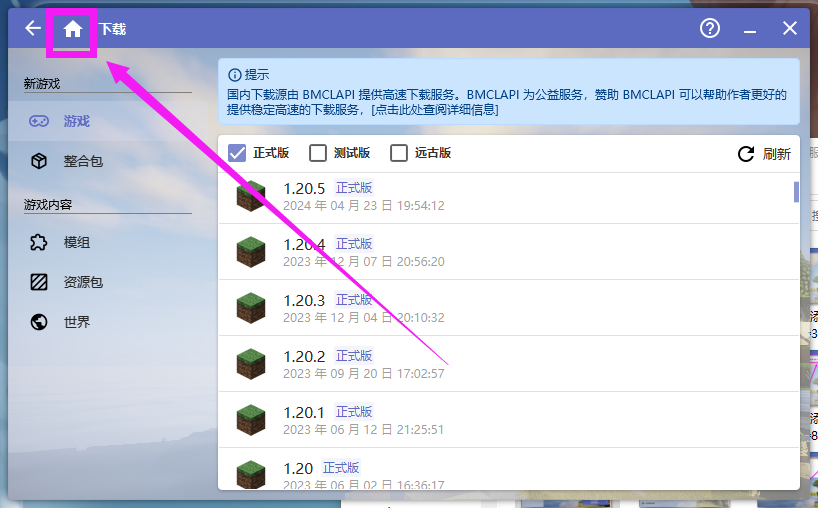 下载
新游戏
游戏
整合包
游戏内容
模组
资源包
世界
提示
国内下载源由 BMCLAPI 提供高速下载服务。BMCLAPI 为公益服务，赞助 BMCLAPI 可以帮助作者更好的
提供稳定高速的下载服务，[点击此处查阅详细信息]
正式版 测试版 远古版 刷新
1.20.5 正式版
2024 年 04 月 23 日 19:54:12
1.20.4 正式版
2023 年 12 月 07 日 20:56:20
1.20.3 正式版
2023 年 12 月 04 日 20:10:32
1.20.2 正式版
2023 年 09 月 20 日 17:02:57
1.20.1 正式版
2023 年 06 月 12 日 21:25:51
1.20 正式版
2023 年 06 月 02 日 16:36:17